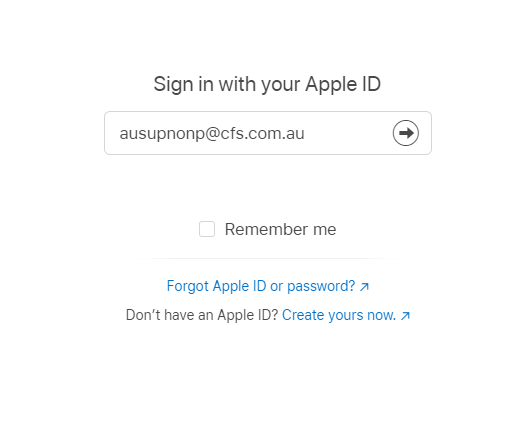 Sign in with your Apple ID
ausupnonp@cfs.com.au
Remember me
Forgot Apple ID or password? ↗
Don’t have an Apple ID? Create yours now. ↗